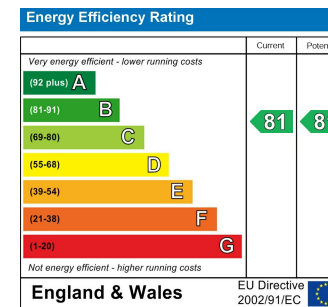 Energy Efficiency Rating
Current
Very energy efficient - lower running costs
(92 plus) A
(81-91) B
81
(69-80) C
(55-68) D
(39-54) E
(21-38) F
(1-20) G
Not energy efficient - higher running costs
England & Wales
EU Directive
2002/91/EC